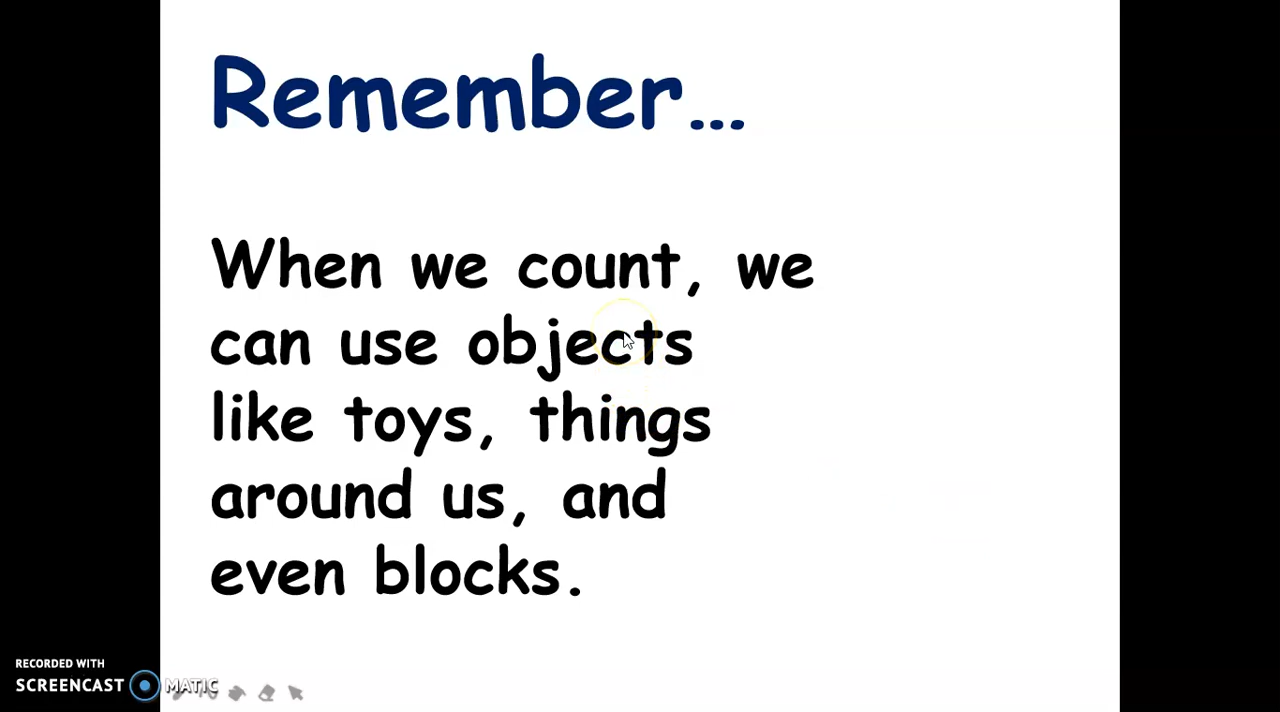 Remember...
When we count, we
can use objects
like toys, things
around us, and
even blocks.
RECORDED WITH
SCREENCAST MATIC